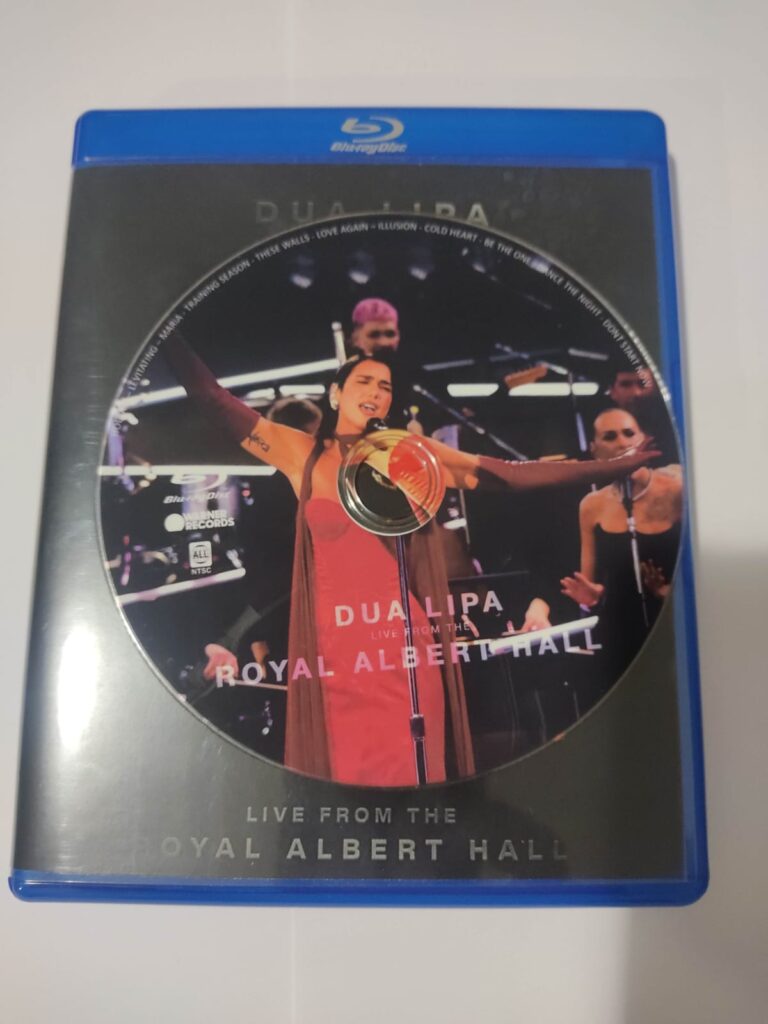 Blu-ray Disc
DUA LIPA
LEVITATING - MARIA - TRAINING SEASON - THESE WALLS - LOVE AGAIN - ILLUSION - COLD HEART - BE THE ONE - DANCE THE NIGHT - DONT START NOW
Blu-ray Disc
WARNER
RECORDS
ALL
NTSC
DUA LIPA
LIVE FROM THE
ROYAL ALBERT HALL
LIVE FROM THE
ROYAL ALBERT HALL